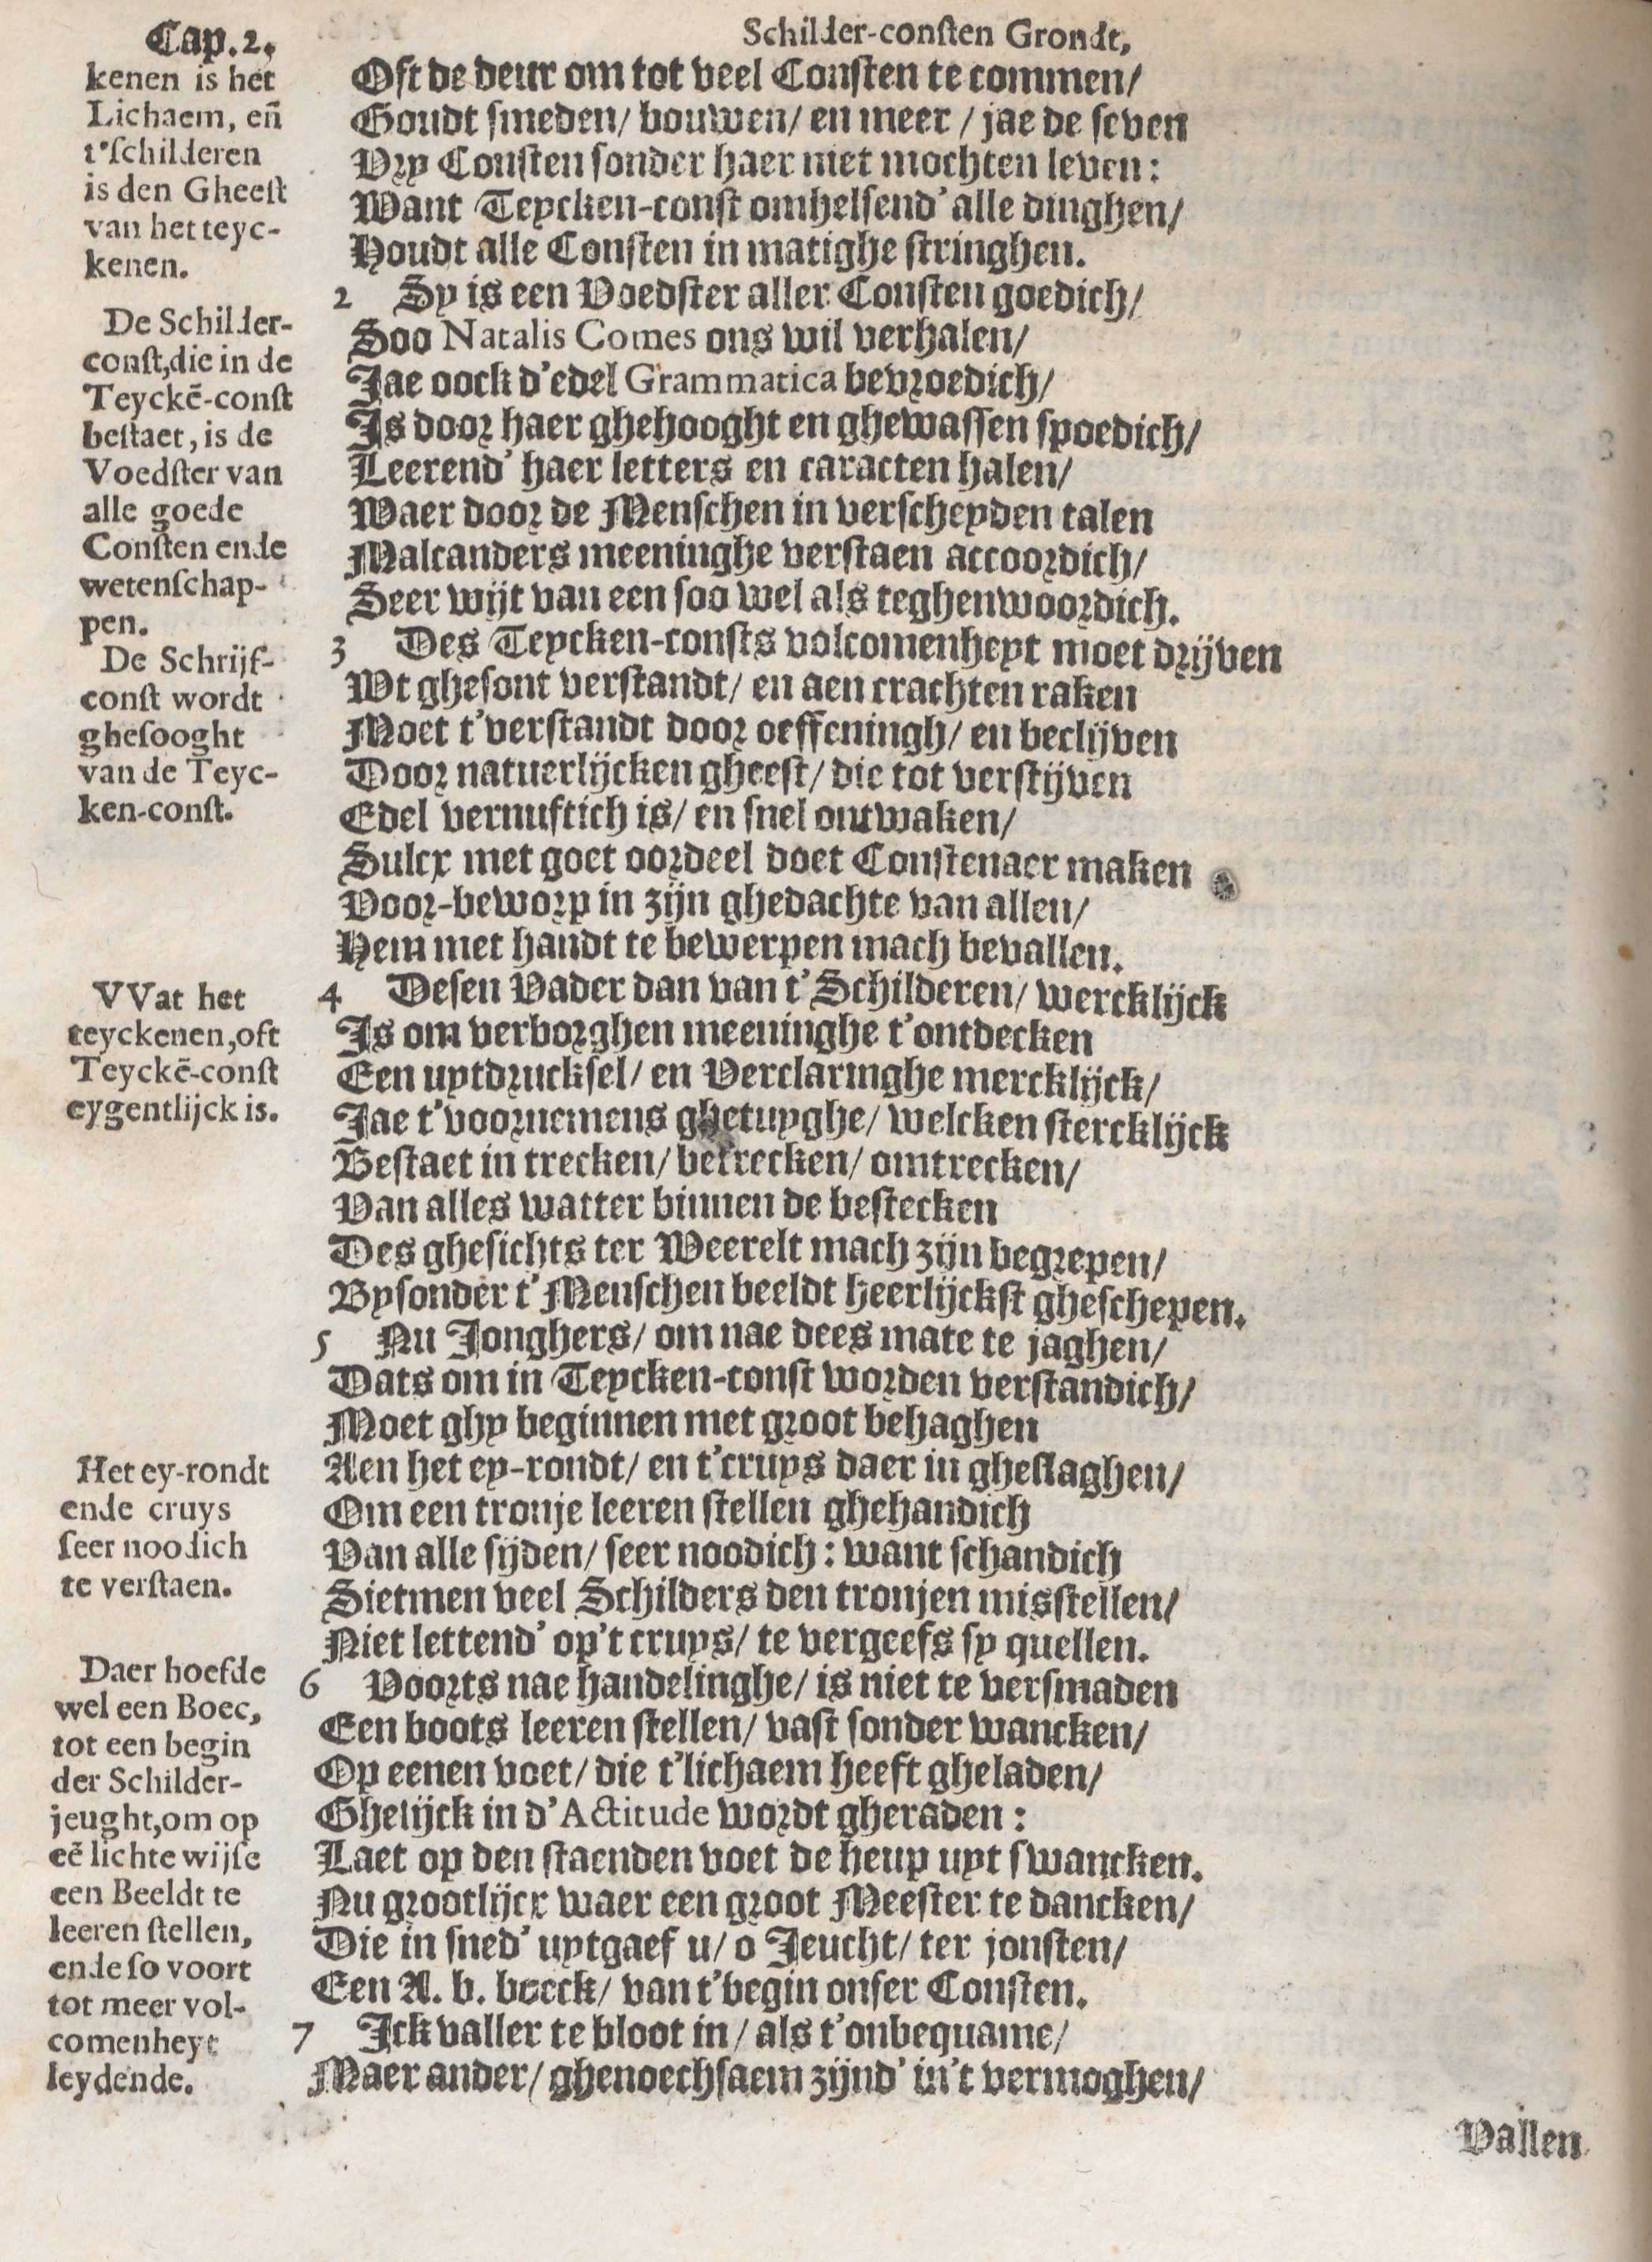 Cap. 2.
Schilder-consten Grondt,
kenen is het
Lichaem, en̄
t'schilderen
is den Gheest
van het teyc-
kenen.
De Schilder-
const, die in de
Teyckē-const
bestaet, is de
Voedster van
alle goede
Consten ende
wetenschap-
pen.
De Schrijf-
const wordt
ghesooght
van de Teyc-
ken-const.
VVat het
teyckenen, oft
Teyckē-const
eygentlijck is.
Het ey-rondt
ende cruys
seer noodich
te verstaen.
Daer hoefde
wel een Boec,
tot een begin
der Schilder-
jeught, om op
eē lichte wijse
een Beeldt te
leeren stellen,
ende so voort
tot meer vol-
comenheyt
leydende.
Oft de deur om tot veel Consten te commen/
Goudt smeden/ bouwen/ en meer/ jae de seven
Vry Consten sonder haer niet mochten leven:
Want Teycken-const omhelsend' alle dinghen/
Houdt alle Consten in matighe stringhen.
2 Sy is een Voedster aller Consten goedich/
Soo Natalis Comes ons wil verhalen/
Jae oock d'edel Grammatica bevroedich/
Is door haer ghehooght en ghewassen spoedich/
Leerend' haer letters en caracten halen/
Waer door de Menschen in verscheyden talen
Malcanders meeninghe verstaen accoordich/
Seer wijt van een soo wel als teghenwoordich.
3 Des Teycken-consts volcomenheyt moet drijven
Wt ghesont verstandt/ en aen crachten raken
Moet t'verstandt door oeffeningh/ en beclijven
Door natuerlijcken gheest/ die tot verstijven
Edel vernuftich is/ en snel ontwaken/
Sulcx met goet oordeel doet Constenaer maken
Voor-beworp in zijn ghedachte van allen/
Hem met handt te bewerpen mach bevallen.
4 Desen Vader dan van t'Schilderen/ wercklijck
Is om verborghen meeninghe t'ontdecken
Een uytdrucksel/ en Verclaringhe mercklijck/
Jae t'voornemens ghetuyghe/ welcken stercklijck
Bestaet in trecken/ betrecken/ omtrecken/
Van alles watter binnen de bestecken
Des ghesichts ter Weerelt mach zijn begrepen/
Bysonder t'Menschen beeldt heerlijckst gheschepen.
5 Nu Jonghers/ om nae dees mate te jaghen/
Dats om in Teycken-const worden verstandich/
Moet ghy beginnen met groot behaghen
Aen het ey-rondt/ en t'cruys daer in gheslaghen/
Om een tronje leeren stellen ghehandich
Van alle sijden/ seer noodich: want schandich
Sietmen veel Schilders den tronjen misstellen/
Niet lettend' op't cruys/ te vergeefs sy quellen.
6 Voorts nae handelinghe/ is niet te versmaden
Een boots leeren stellen/ vast sonder wancken/
Op eenen voet/ die t'lichaem heeft gheladen/
Ghelijck in d'Actitude wordt gheraden:
Laet op den staenden voet de heup uyt swancken.
Nu grootlijcx waer een groot Meester te dancken/
Die in sned' uytgaef u/ o Jeucht/ ter jonsten/
Een A. b. boeck/ van t'begin onser Consten.
7 Ick valler te bloot in/ als t'onbequame/
Maer ander/ ghenoechsaem zijnd' in't vermoghen/
Vallen